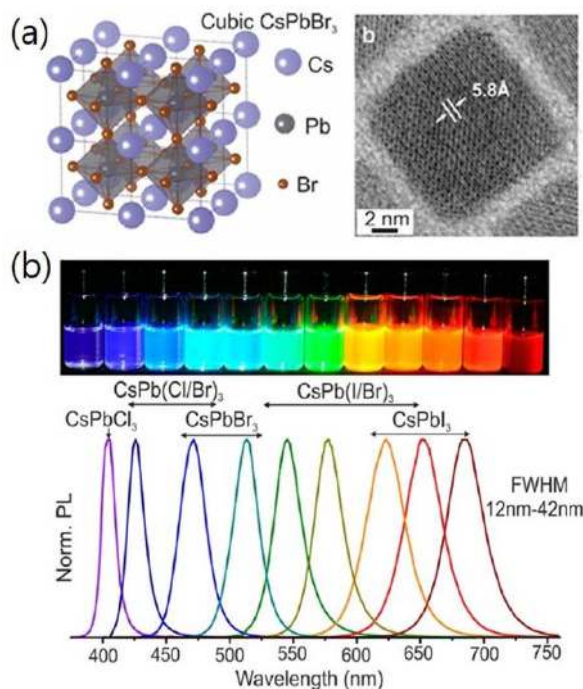 (a)
Cubic CsPbBr₃
Cs
Pb
Br
b
5.8Å
2 nm
(b)
CsPb(Cl/Br)₃
CsPb(I/Br)₃
CsPbCl₃
CsPbBr₃
CsPbI₃
FWHM
12nm-42nm
Norm. PL
400 450 500 550 600 650 700 750
Wavelength (nm)